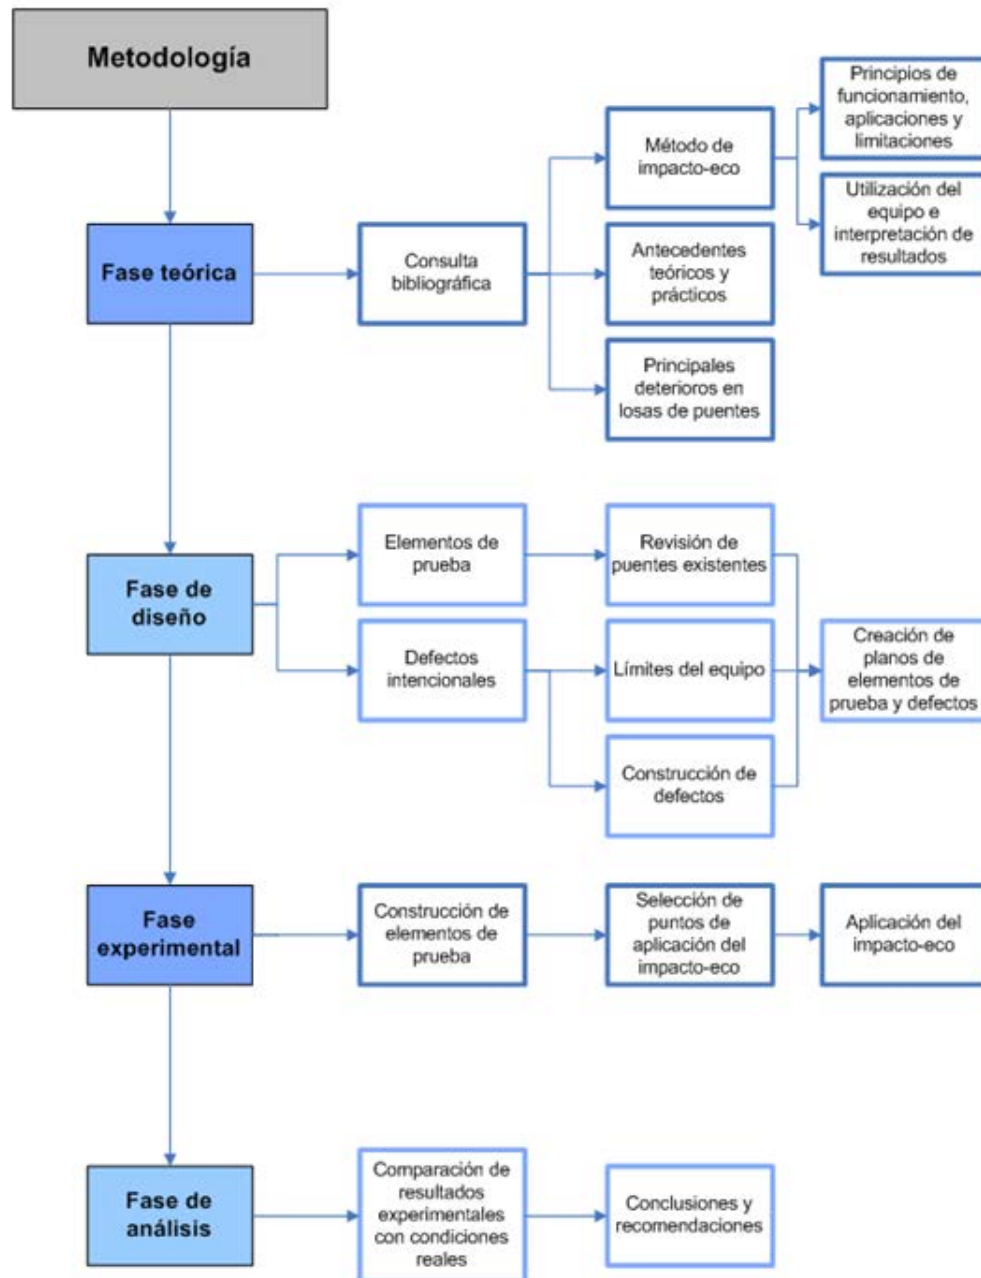 Metodología
Fase teórica
Consulta
bibliográfica
Método de
impacto-eco
Principios de
funcionamiento,
aplicaciones y
limitaciones
Utilización del
equipo e
interpretación de
resultados
Antecedentes
teóricos y
prácticos
Principales
deterioros en
losas de puentes
Fase de
diseño
Elementos de
prueba
Revisión de
puentes existentes
Defectos
intencionales
Límites del equipo
Construcción de
defectos
Creación de
planos de
elementos de
prueba y defectos
Fase
experimental
Construcción de
elementos de
prueba
Selección de
puntos de
aplicación del
impacto-eco
Aplicación del
impacto-eco
Fase de
análisis
Comparación de
resultados
experimentales
con condiciones
reales
Conclusiones y
recomendaciones